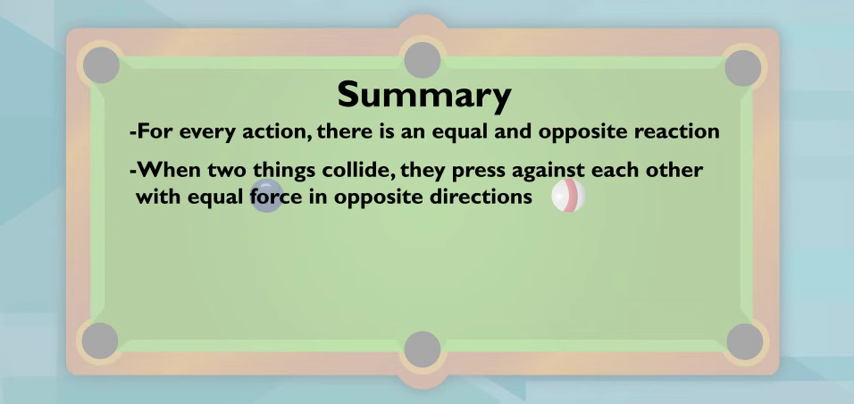 Summary
-For every action, there is an equal and opposite reaction
-When two things collide, they press against each other
with equal force in opposite directions